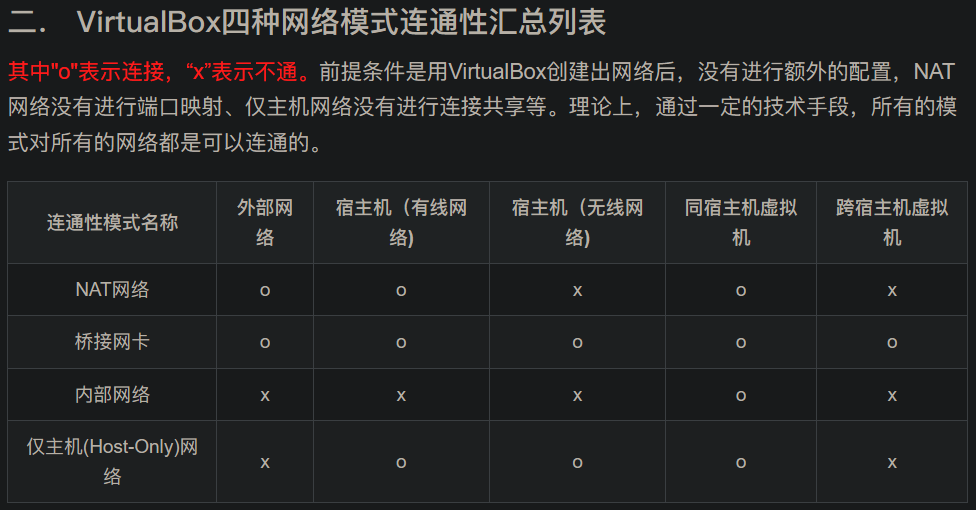 二． VirtualBox四种网络模式连通性汇总列表
其中"o"表示连接，“x”表示不通。前提条件是用VirtualBox创建出网络后，没有进行额外的配置，NAT
网络没有进行端口映射、仅主机网络没有进行连接共享等。理论上，通过一定的技术手段，所有的模
式对所有的网络都是可以连通的。
连通性模式名称 外部网络 宿主机（有线网络) 宿主机（无线网络) 同宿主机虚拟机 跨宿主机虚拟机
NAT网络 o o x o x
桥接网卡 o o o o o
内部网络 x x x o x
仅主机(Host-Only)网络 x o o o x